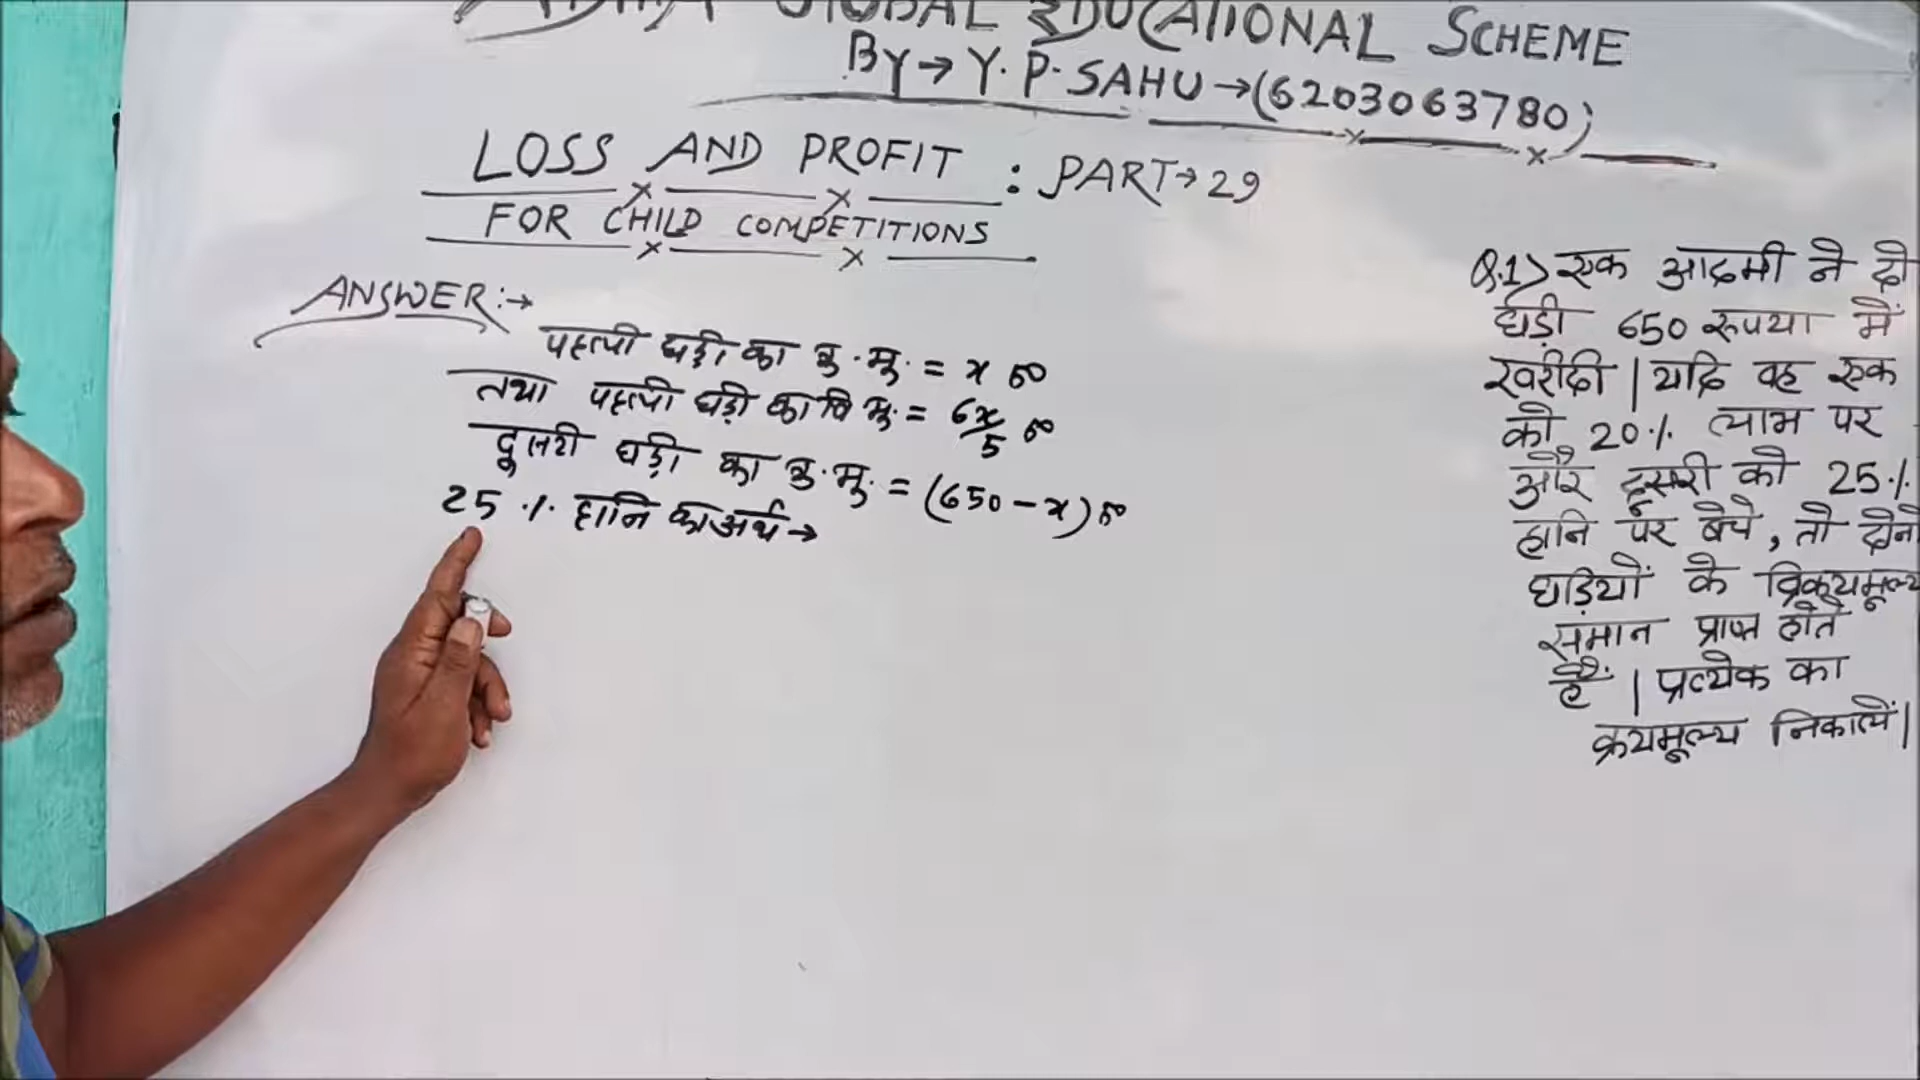 GLOBAL EDUCATIONAL SCHEME
BY→ Y. P. SAHU →(6203063780)
LOSS AND PROFIT : PART→29
FOR CHILD COMPETITIONS
ANSWER:→
पहली घड़ी का क्रु. मू. = x रु०
तथा पहली घड़ी का वि मू. = 6x/5 रु०
दूसरी घड़ी का क्रु. मू. = (650 - x) रु०
25 % हानि का अर्थ →
Q.1) एक आदमी ने दो
घड़ी 650 रूपया में
खरीदी | यदि वह एक
को 20% लाभ पर
और दूसरी को 25%
हानि पर बेचे, तो दोनों
घड़ियों के विक्रयमूल्य
समान प्राप्त होते
हैं | प्रत्येक का
क्रयमूल्य निकालें|